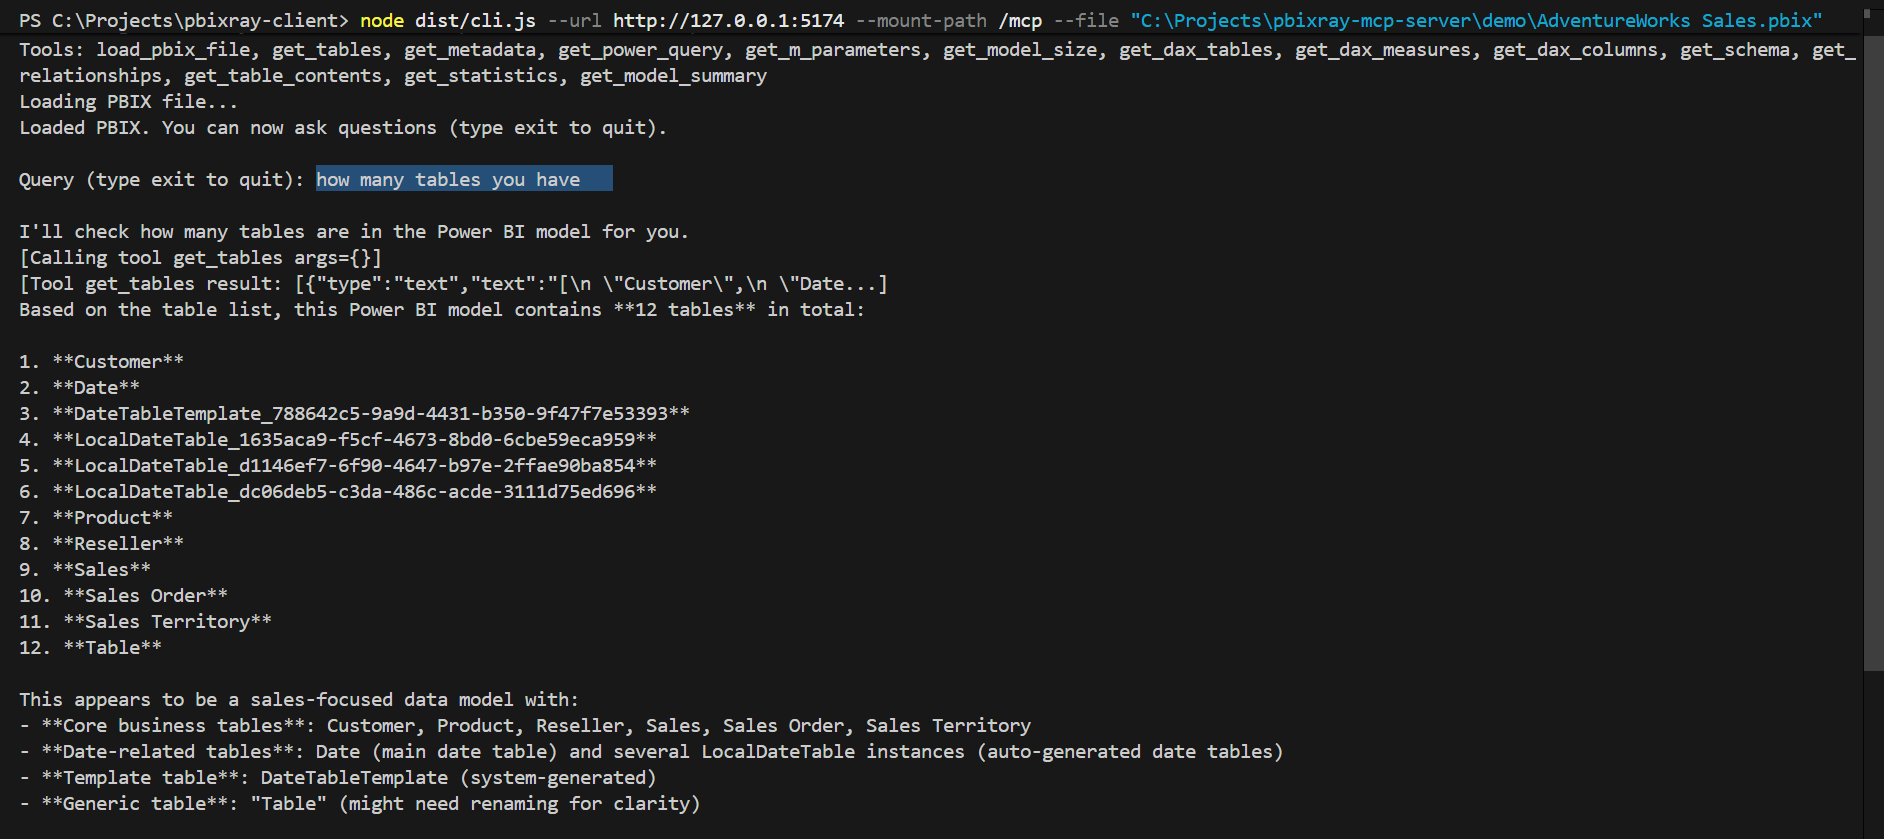 PS C:\Projects\pbixray-client> node dist/cli.js --url http://127.0.0.1:5174 --mount-path /mcp --file "C:\Projects\pbixray-mcp-server\demo\AdventureWorks Sales.pbix"
Tools: load_pbix_file, get_tables, get_metadata, get_power_query, get_m_parameters, get_model_size, get_dax_tables, get_dax_measures, get_dax_columns, get_schema, get_
relationships, get_table_contents, get_statistics, get_model_summary
Loading PBIX file...
Loaded PBIX. You can now ask questions (type exit to quit).
Query (type exit to quit): how many tables you have
I'll check how many tables are in the Power BI model for you.
[Calling tool get_tables args={}]
[Tool get_tables result: [{"type":"text","text":"[\n \"Customer\",\n \"Date...]
Based on the table list, this Power BI model contains **12 tables** in total:
1. **Customer**
2. **Date**
3. **DateTableTemplate_788642c5-9a9d-4431-b350-9f47f7e53393**
4. **LocalDateTable_1635aca9-f5cf-4673-8bd0-6cbe59eca959**
5. **LocalDateTable_d1146ef7-6f90-4647-b97e-2ffae90ba854**
6. **LocalDateTable_dc06deb5-c3da-486c-acde-3111d75ed696**
7. **Product**
8. **Reseller**
9. **Sales**
10. **Sales Order**
11. **Sales Territory**
12. **Table**
This appears to be a sales-focused data model with:
- **Core business tables**: Customer, Product, Reseller, Sales, Sales Order, Sales Territory
- **Date-related tables**: Date (main date table) and several LocalDateTable instances (auto-generated date tables)
- **Template table**: DateTableTemplate (system-generated)
- **Generic table**: "Table" (might need renaming for clarity)